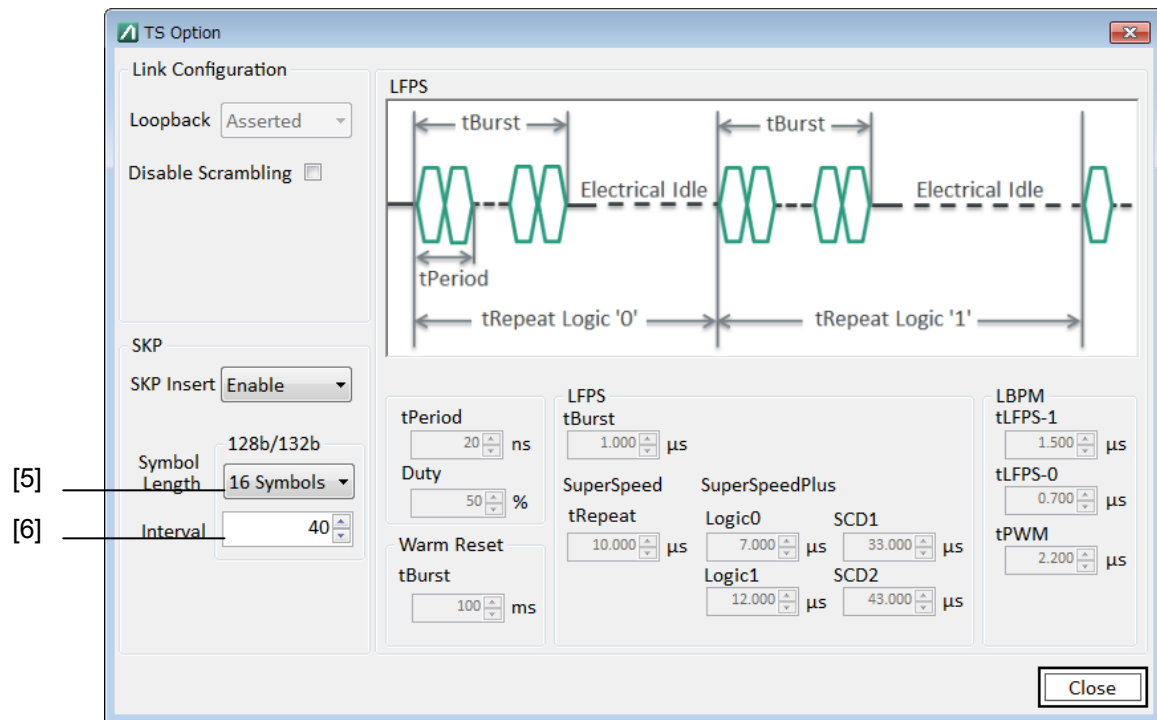 TS Option
Link Configuration
Loopback Asserted
Disable Scrambling
SKP
SKP Insert Enable
128b/132b
[5] Symbol Length 16 Symbols
[6] Interval 40
LFPS
tBurst tBurst
Electrical Idle Electrical Idle
tPeriod
tRepeat Logic '0' tRepeat Logic '1'
tPeriod
20 ns
Duty
50 %
Warm Reset
tBurst
100 ms
LFPS
tBurst
1.000 µs
SuperSpeed SuperSpeedPlus
tRepeat Logic0 SCD1
10.000 µs 7.000 µs 33.000 µs
Logic1 SCD2
12.000 µs 43.000 µs
LBPM
tLFPS-1
1.500 µs
tLFPS-0
0.700 µs
tPWM
2.200 µs
Close